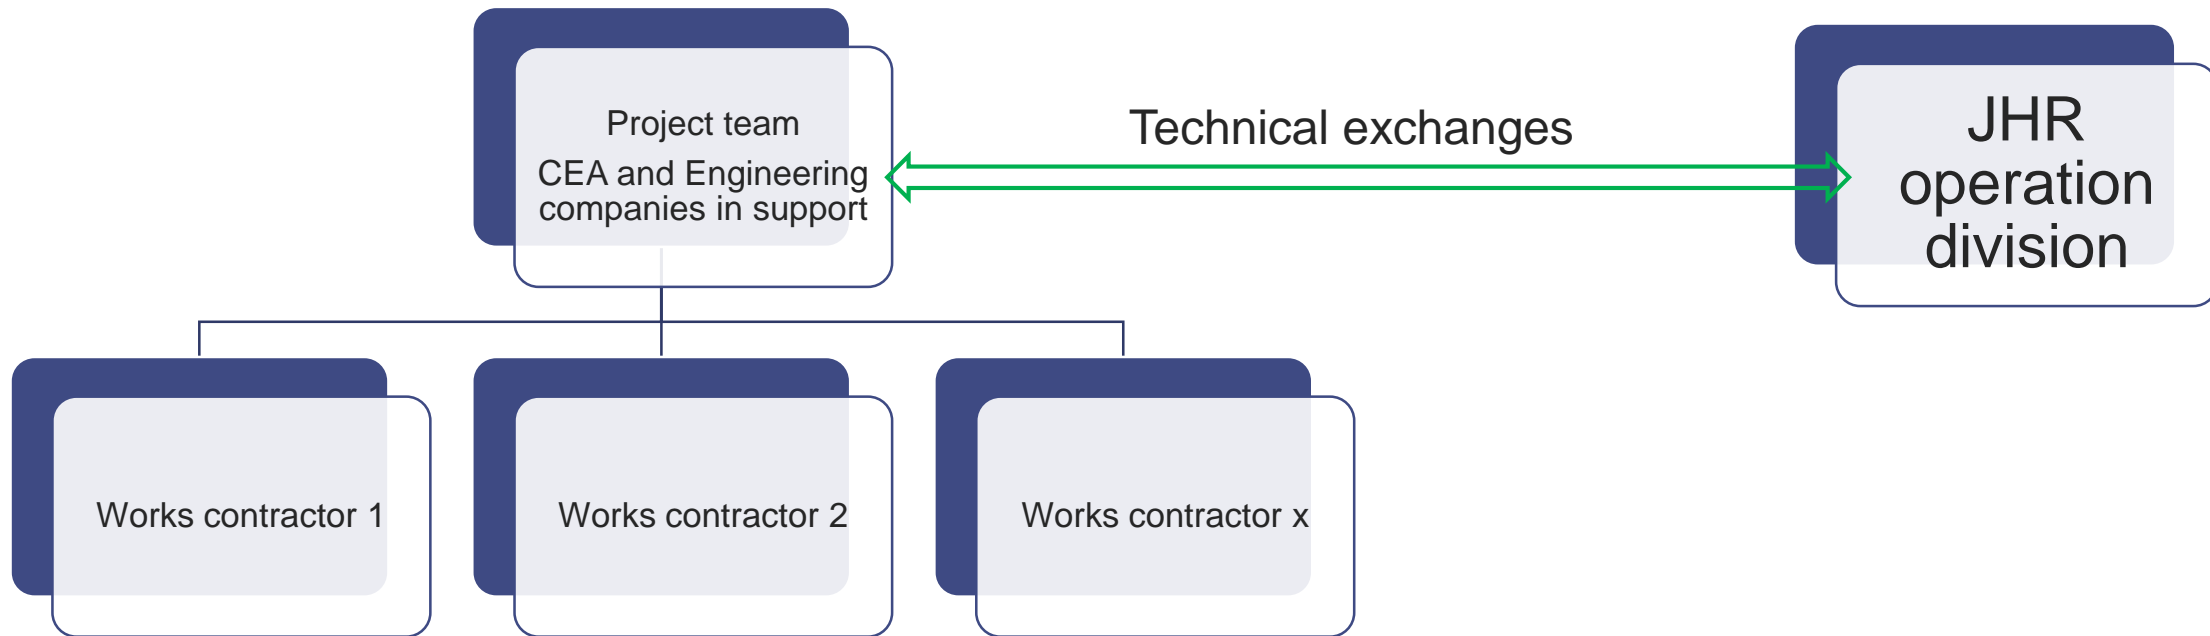 Project team
CEA and Engineering
companies in support
Technical exchanges
JHR
operation
division
Works contractor 1
Works contractor 2
Works contractor x